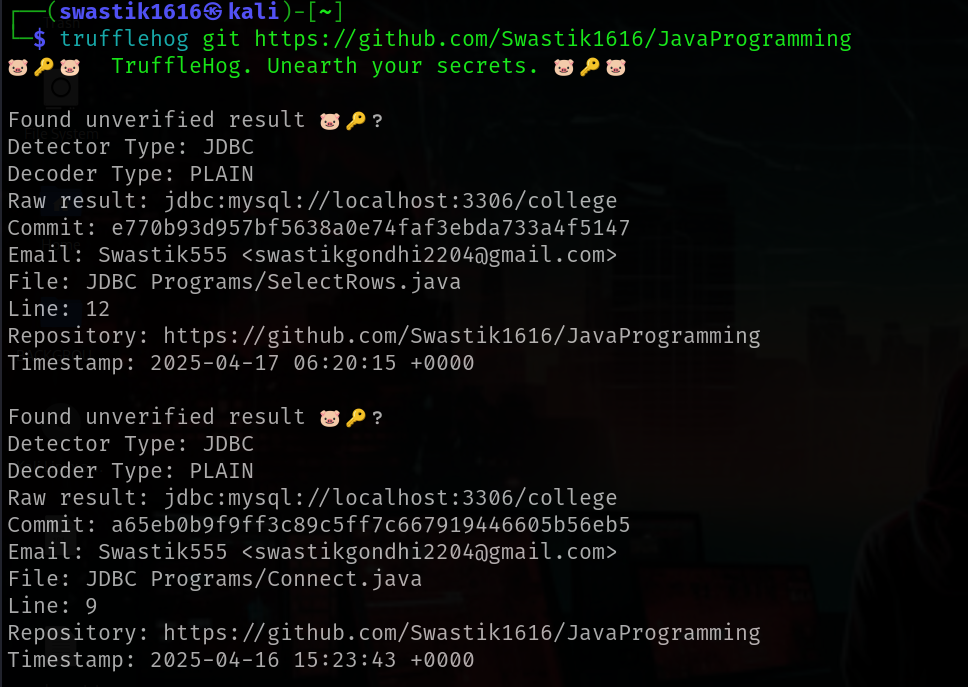 ┌──(swastik1616㉿kali)-[~]
└─$ trufflehog git https://github.com/Swastik1616/JavaProgramming
🐷🔑🐷  TruffleHog. Unearth your secrets. 🐷🔑🐷
Found unverified result 🐷🔑?
Detector Type: JDBC
Decoder Type: PLAIN
Raw result: jdbc:mysql://localhost:3306/college
Commit: e770b93d957bf5638a0e74faf3ebda733a4f5147
Email: Swastik555 <swastikgondhi2204@gmail.com>
File: JDBC Programs/SelectRows.java
Line: 12
Repository: https://github.com/Swastik1616/JavaProgramming
Timestamp: 2025-04-17 06:20:15 +0000
Found unverified result 🐷🔑?
Detector Type: JDBC
Decoder Type: PLAIN
Raw result: jdbc:mysql://localhost:3306/college
Commit: a65eb0b9f9ff3c89c5ff7c667919446605b56eb5
Email: Swastik555 <swastikgondhi2204@gmail.com>
File: JDBC Programs/Connect.java
Line: 9
Repository: https://github.com/Swastik1616/JavaProgramming
Timestamp: 2025-04-16 15:23:43 +0000